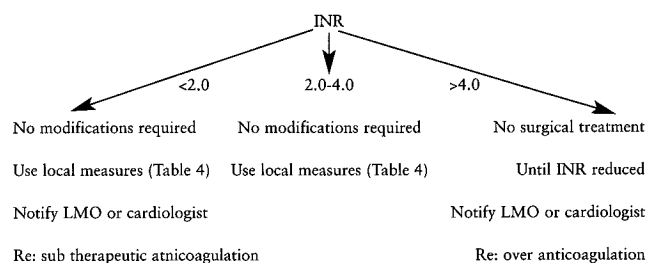 INR
<2.0 2.0-4.0 >4.0
No modifications required No modifications required No surgical treatment
Use local measures (Table 4) Use local measures (Table 4) Until INR reduced
Notify LMO or cardiologist Notify LMO or cardiologist
Re: sub therapeutic atnicoagulation Re: over anticoagulation